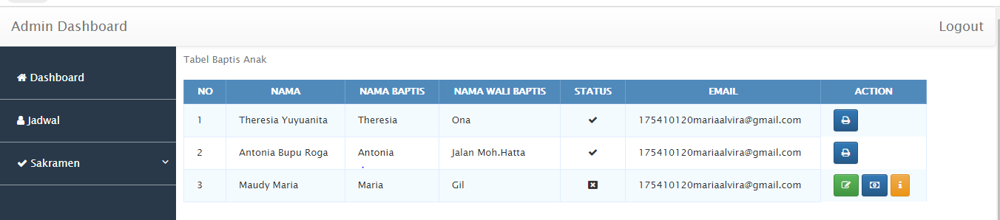 Admin Dashboard Logout
Dashboard
Jadwal
Sakramen
Tabel Baptis Anak
NO NAMA NAMA BAPTIS NAMA WALI BAPTIS STATUS EMAIL ACTION
1 Theresia Yuyuanita Theresia Ona 175410120mariaalvira@gmail.com
2 Antonia Bupu Roga Antonia Jalan Moh.Hatta 175410120mariaalvira@gmail.com
3 Maudy Maria Maria Gil 175410120mariaalvira@gmail.com